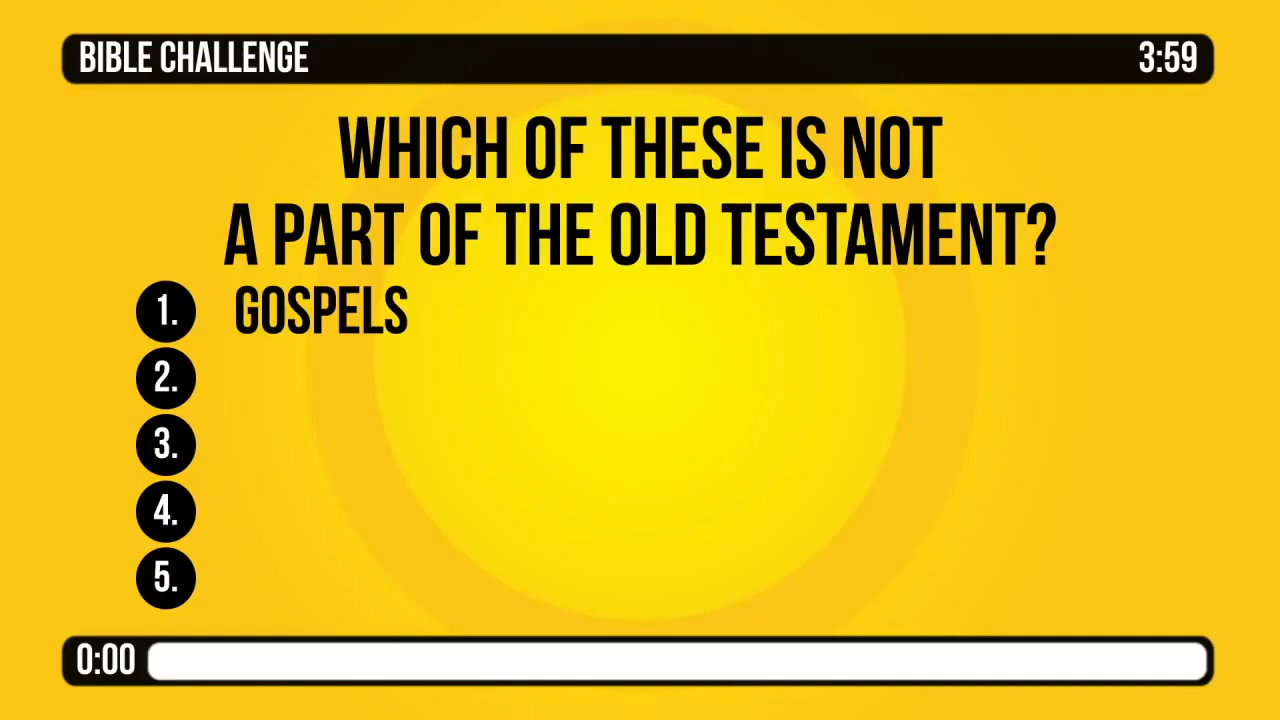 BIBLE CHALLENGE 3:59
WHICH OF THESE IS NOT
A PART OF THE OLD TESTAMENT?
1. GOSPELS
2.
3.
4.
5.
0:00